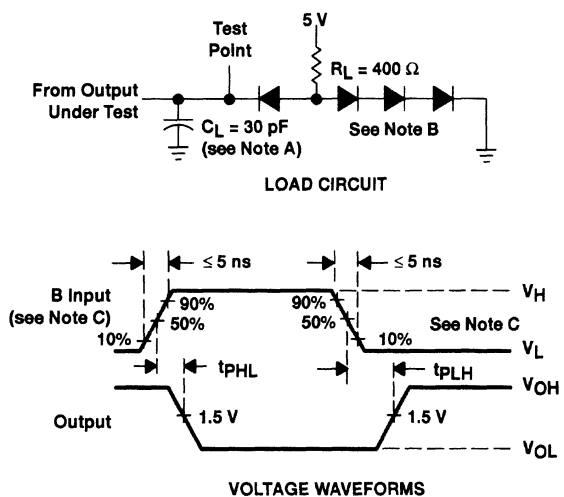 5 V
Test
Point
R_L = 400 Ω
From Output
Under Test
C_L = 30 pF
(see Note A)
See Note B
LOAD CIRCUIT
≤ 5 ns
≤ 5 ns
B Input
(see Note C)
90%
50%
10%
90%
50%
10%
V_H
See Note C
V_L
t_PHL
t_PLH
V_OH
Output
1.5 V
1.5 V
V_OL
VOLTAGE WAVEFORMS